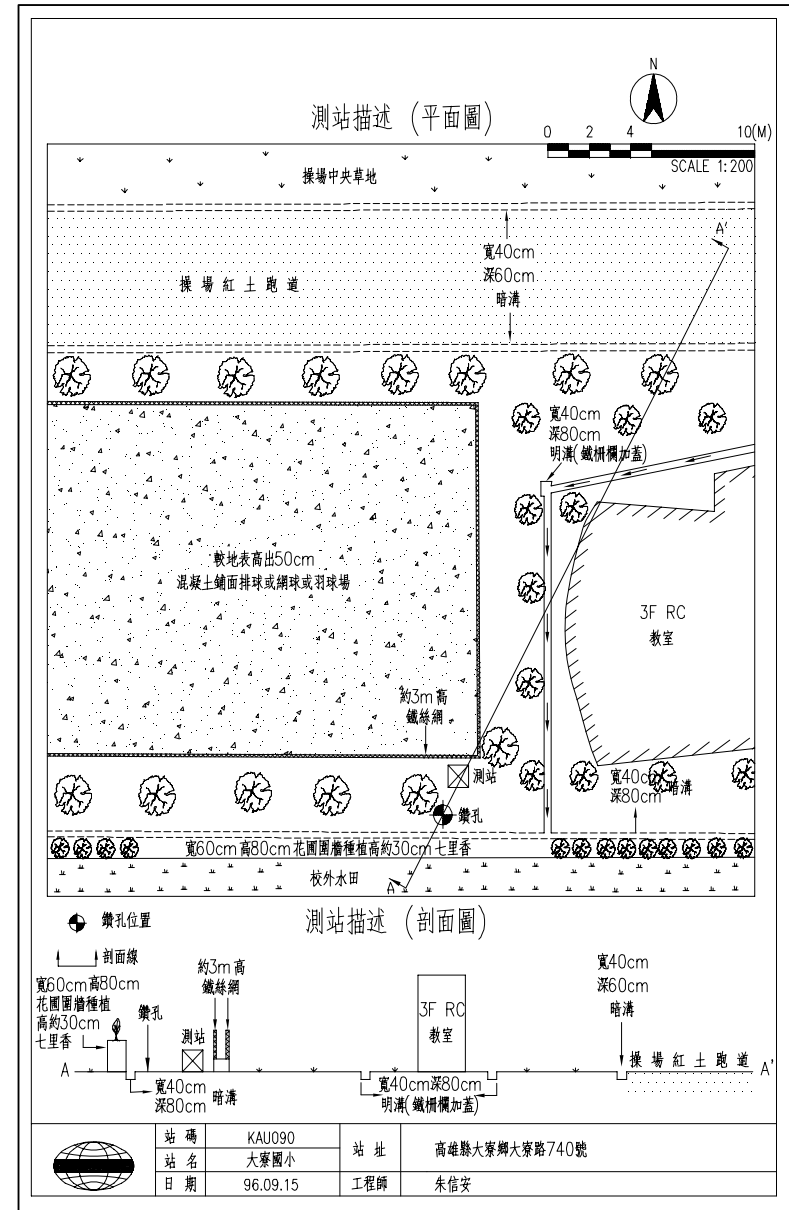 N
測站描述 (平面圖)
0 2 4 10(M)
SCALE 1:200
操場中央草地
A'
寬40cm
深60cm
暗溝
操場紅土跑道
寬40cm
深80cm
明溝(鐵柵欄加蓋)
較地表高出50cm
混凝土鋪面排球或網球或羽球場
3F RC
教室
約3m高
鐵絲網
測站
寬40cm
深80cm
暗溝
鑽孔
寬60cm高80cm花圃圍牆種植高約30cm七里香
校外水田
A
鑽孔位置
測站描述 (剖面圖)
剖面線
寬60cm高80cm
花圃圍牆種植
高約30cm
七里香
鑽孔
測站
約3m高
鐵絲網
3F RC
教室
寬40cm
深60cm
暗溝
操場紅土跑道
A
A'
寬40cm
深80cm
暗溝
寬40cm深80cm
明溝(鐵柵欄加蓋)
站碼 KAU090
站址 高雄縣大寮鄉大寮路740號
站名 大寮國小
日期 96.09.15
工程師 朱信安